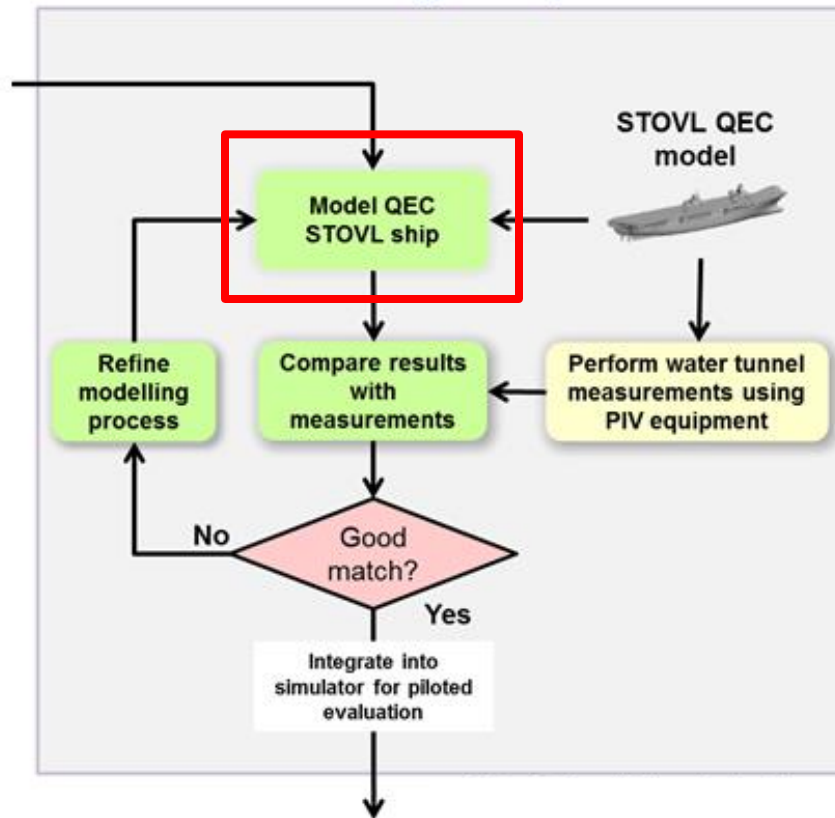 STOVL QEC
model
Model QEC
STOVL ship
Refine
modelling
process
Compare results
with
measurements
Perform water tunnel
measurements using
PIV equipment
No
Good
match?
Yes
Integrate into
simulator for piloted
evaluation